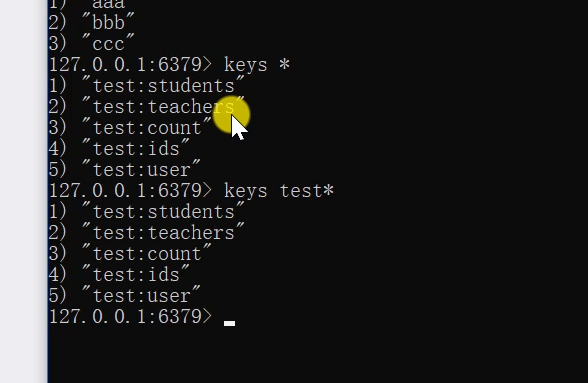 1) "aaa"
2) "bbb"
3) "ccc"
127.0.0.1:6379> keys *
1) "test:students"
2) "test:teachers"
3) "test:count"
4) "test:ids"
5) "test:user"
127.0.0.1:6379> keys test*
1) "test:students"
2) "test:teachers"
3) "test:count"
4) "test:ids"
5) "test:user"
127.0.0.1:6379>